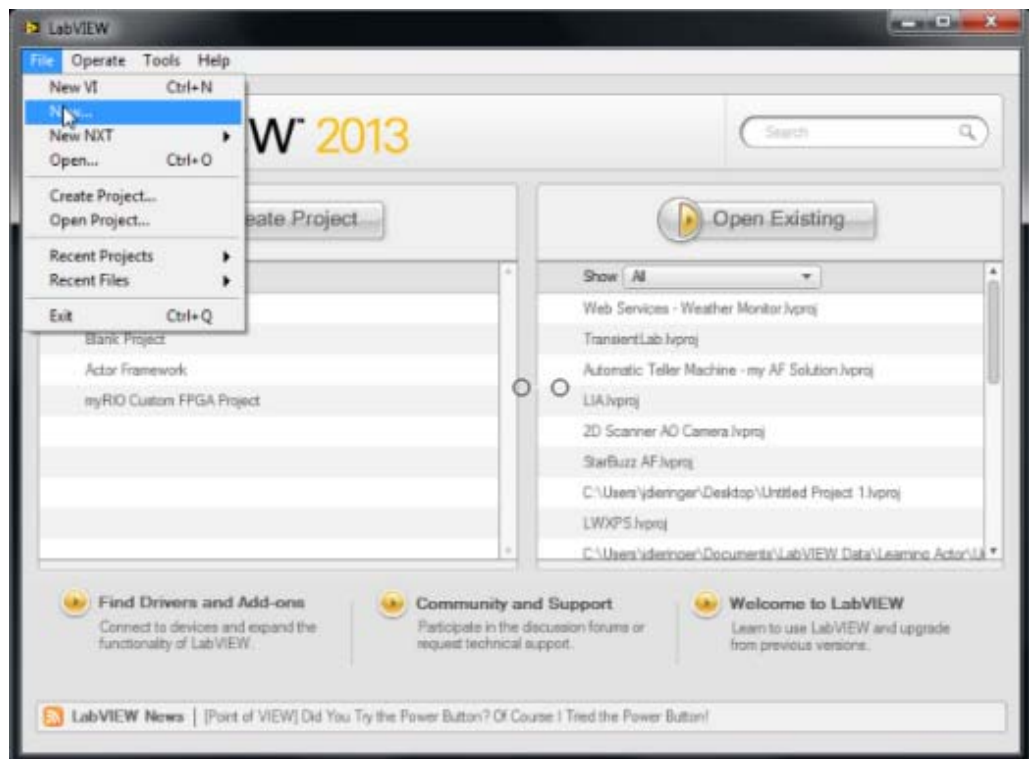 LabVIEW
File Operate Tools Help
New VI Ctrl+N
New NXT
Open... Ctrl+O
Create Project...
Open Project...
Recent Projects
Recent Files
Exit Ctrl+Q
W™ 2013
Search
eate Project
Open Existing
Show All
Blank Project
Actor Framework
myRIO Custom FPGA Project
Web Services - Weather Monitor.lvproj
TransientLab.lvproj
Automatic Teller Machine - my AF Solution.lvproj
LIA.lvproj
2D Scanner AO Camera.lvproj
StarBuzz AF.lvproj
C:\Users\jderinger\Desktop\Untitled Project 1.lvproj
LWXPS.lvproj
C:\Users\jderinger\Documents\LabVIEW Data\Learning Actor\U
Find Drivers and Add-ons
Connect to devices and expand the
functionality of LabVIEW.
Community and Support
Participate in the discussion forums or
request technical support.
Welcome to LabVIEW
Learn to use LabVIEW and upgrade
from previous versions.
LabVIEW News | [Point of VIEW] Did You Try the Power Button? Of Course I Tried the Power Button!